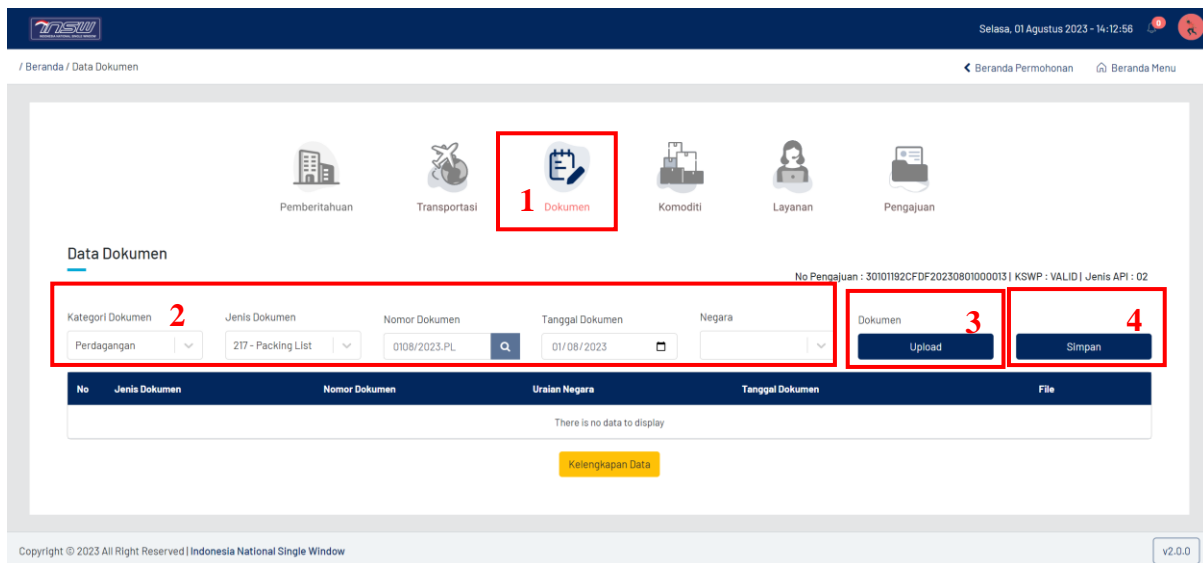 INSW
Selasa, 01 Agustus 2023 - 14:12:56 0
/ Beranda / Data Dokumen
Beranda Permohonan Beranda Menu
1
Pemberitahuan Transportasi Dokumen Komoditi Layanan Pengajuan
Data Dokumen
No Pengajuan : 30101192CFDF20230801000013 | KSWP : VALID | Jenis API : 02
2 3 4
Kategori Dokumen Jenis Dokumen Nomor Dokumen Tanggal Dokumen Negara Dokumen
Perdagangan 217 - Packing List 0108/2023.PL 01/08/2023 Upload Simpan
No Jenis Dokumen Nomor Dokumen Uraian Negara Tanggal Dokumen File
There is no data to display
Kelengkapan Data
Copyright © 2023 All Right Reserved | Indonesia National Single Window
v2.0.0